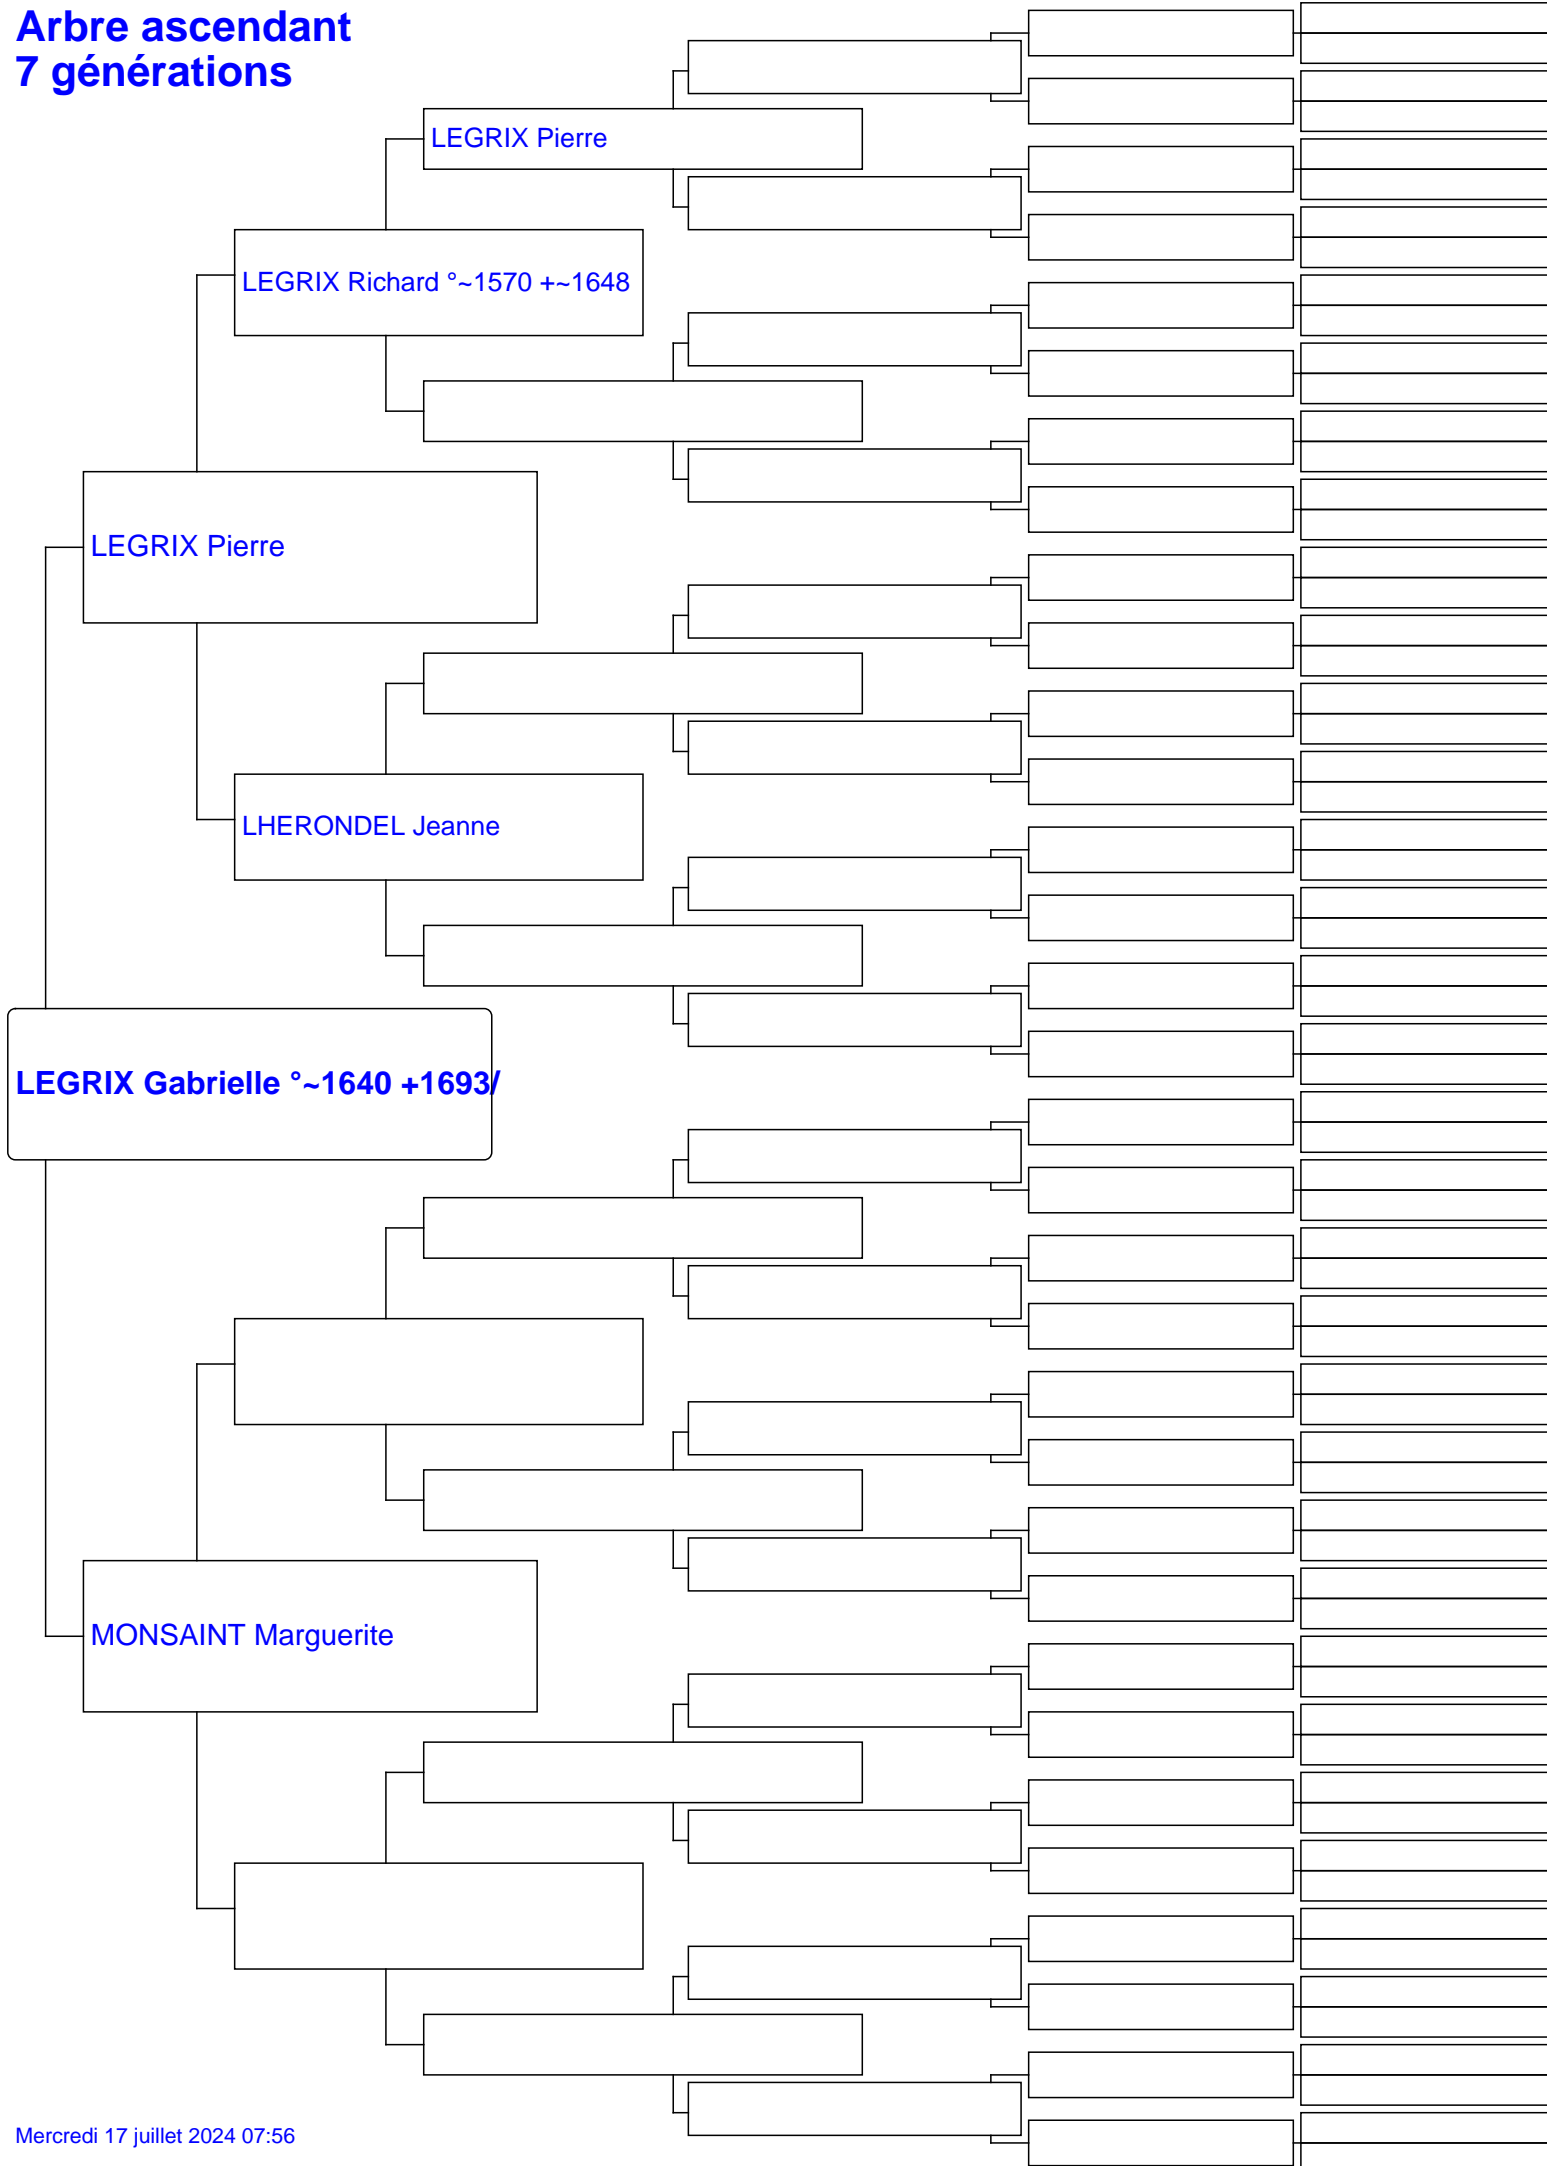 Arbre ascendant
7 générations
LEGRIX Pierre
LEGRIX Richard °~1570 +~1648
LEGRIX Pierre
LHERONDEL Jeanne
LEGRIX Gabrielle °~1640 +1693/
MONSAINT Marguerite
Mercredi 17 juillet 2024 07:56